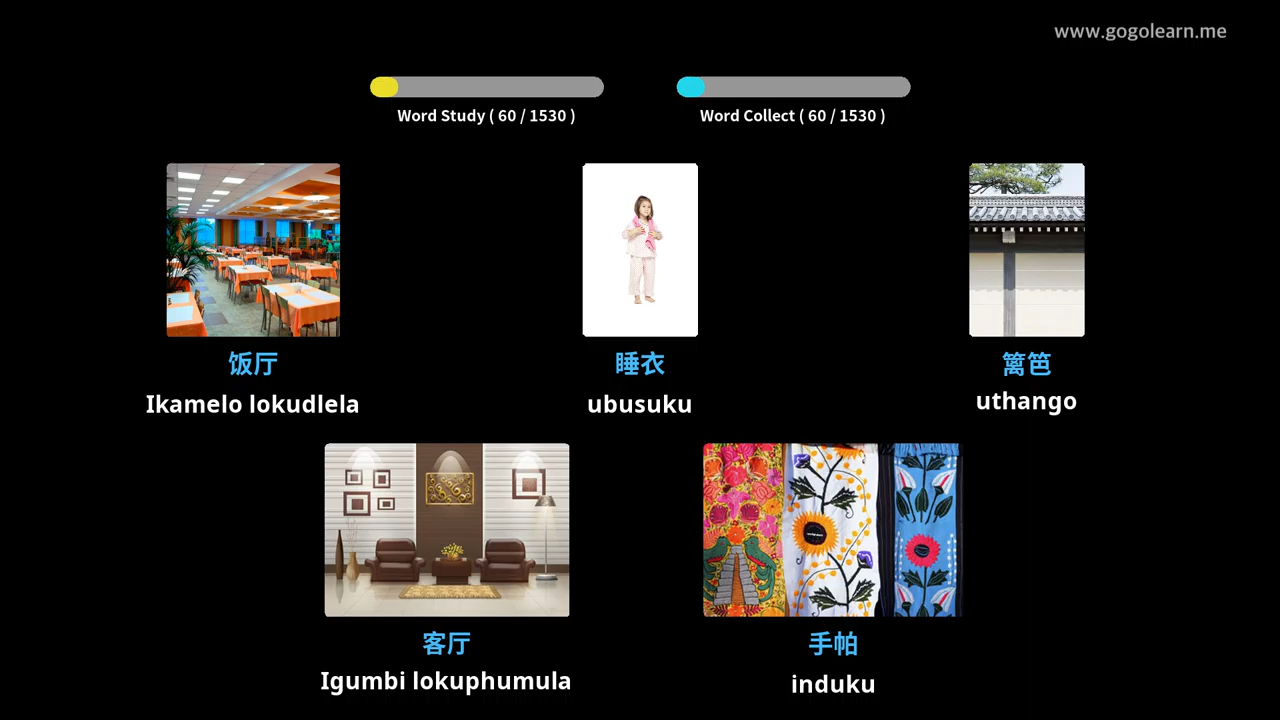 www.gogolearn.me
Word Study ( 60 / 1530 )
Word Collect ( 60 / 1530 )
饭厅
Ikamelo lokudlela
睡衣
ubusuku
篱笆
uthango
客厅
Igumbi lokuphumula
手帕
induku